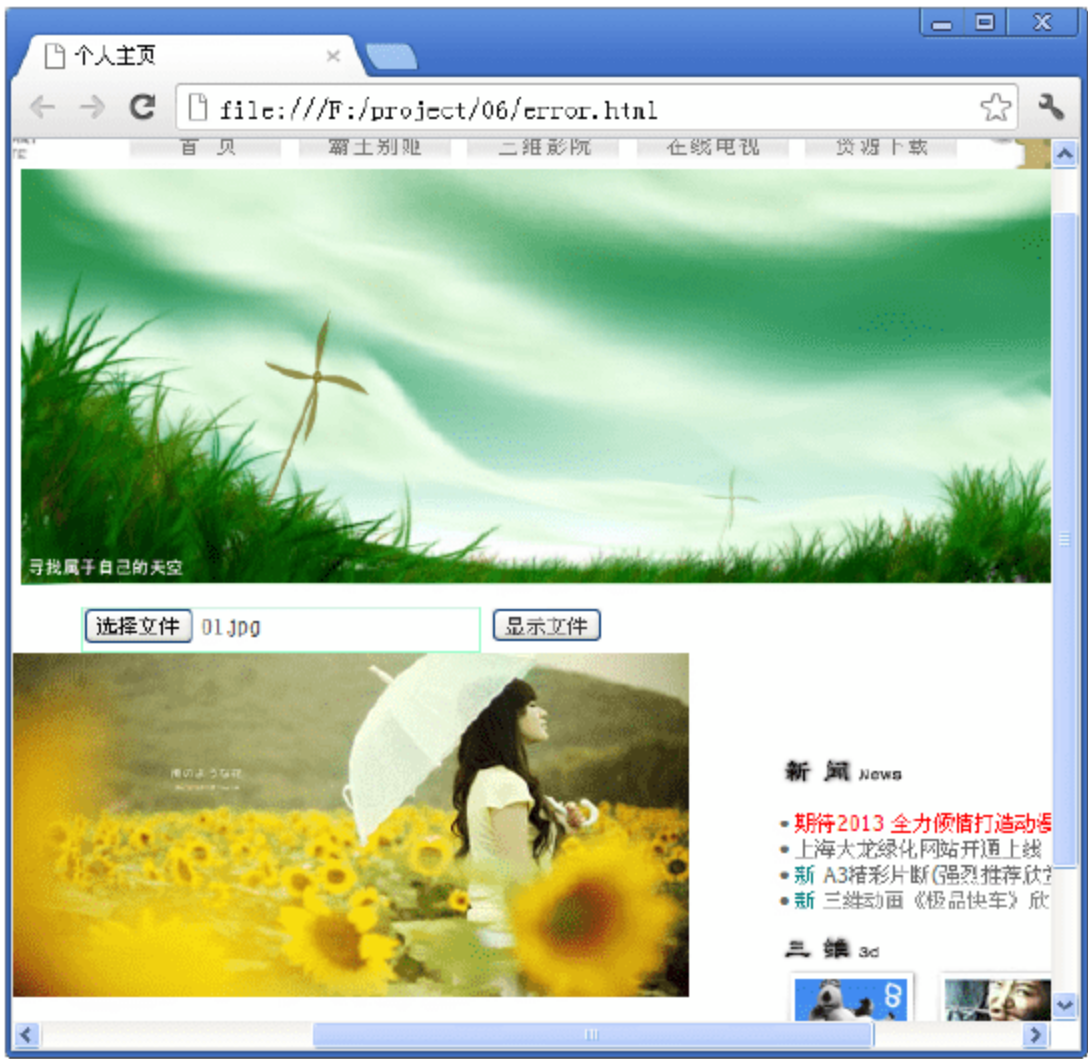 个人主页
file:///F:/project/06/error.html
首 页 霸王别姬 三维影院 在线电视 资源下载
寻找属于自己的天空
选择文件 01.jpg 显示文件
新 闻 News
期待2013 全力倾情打造动漫
上海大龙绿化网站开通上线
新 A3精彩片断(强烈推荐欣赏
新 三维动画《极品快车》欣
三 维 3d
8